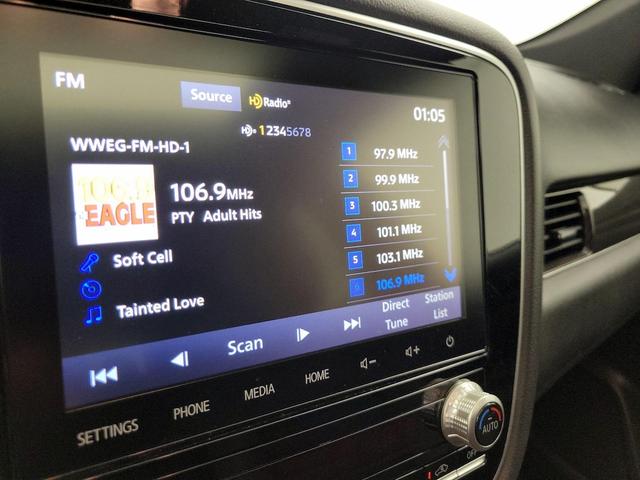 FM
Source
HD Radio
01:05
HD 12345678
WWEG-FM-HD-1
106.9
EAGLE
106.9 MHz
PTY Adult Hits
Soft Cell
Tainted Love
1 97.9 MHz
2 99.9 MHz
3 100.3 MHz
4 101.1 MHz
5 103.1 MHz
6 106.9 MHz
Scan
Direct Tune
Station List
SETTINGS
PHONE
MEDIA
HOME
AUTO
OFF